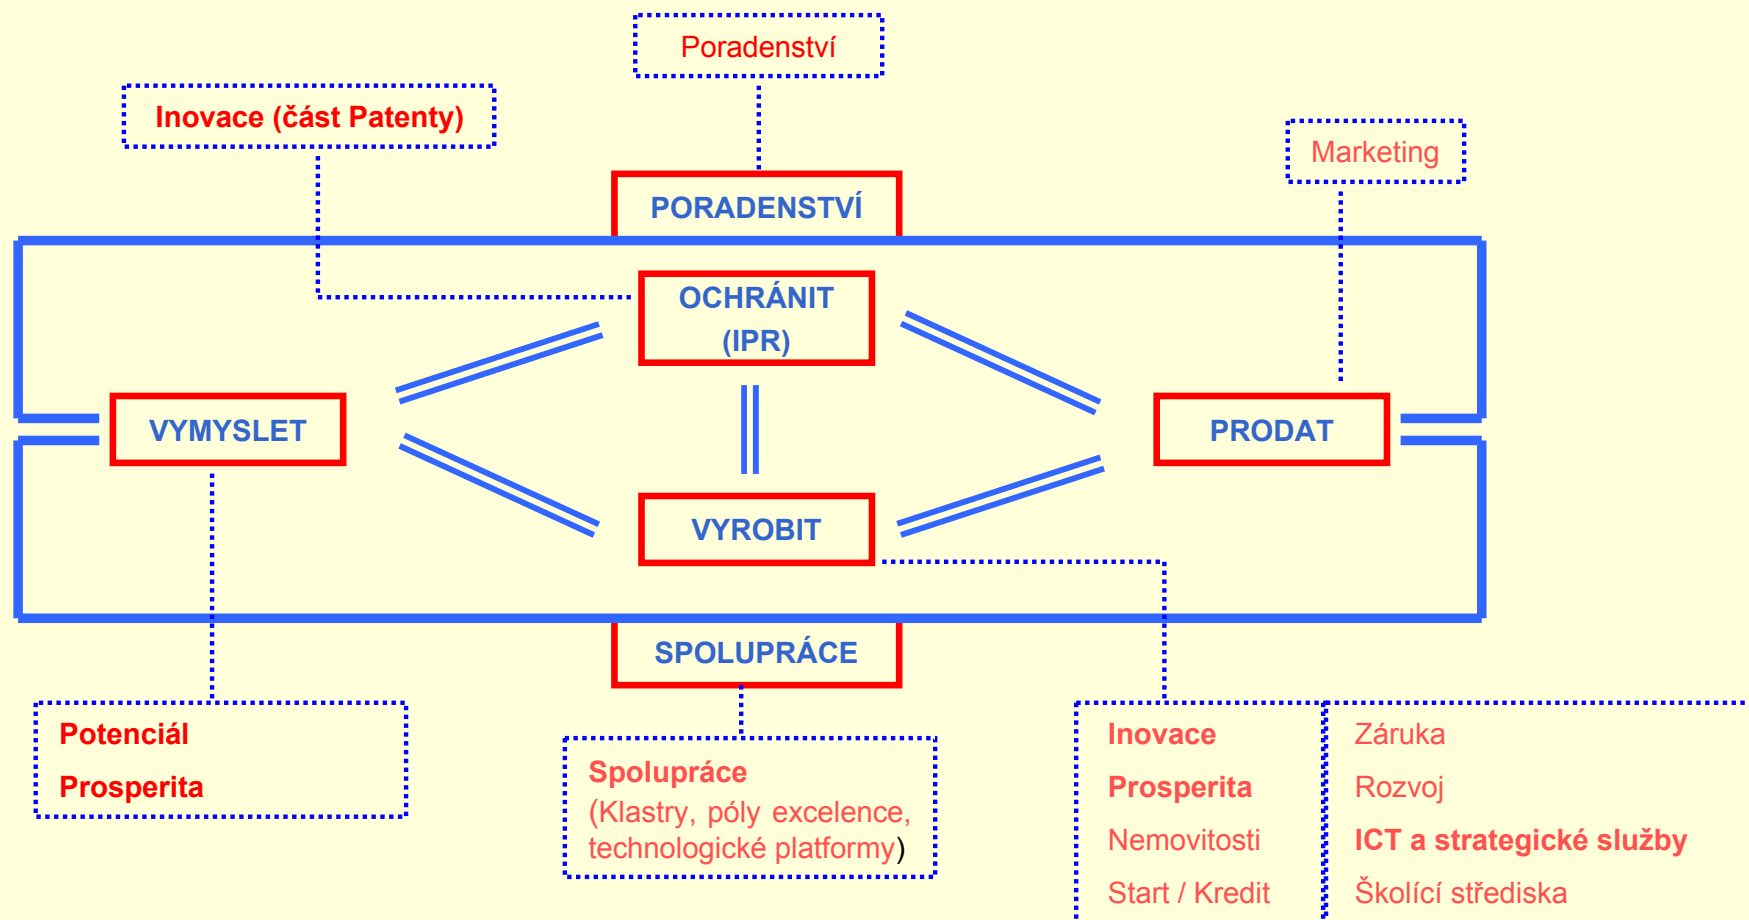 Poradenství
Inovace (část Patenty)
Marketing
PORADENSTVÍ
OCHRÁNIT
(IPR)
VYMYSLET
PRODAT
VYROBIT
SPOLUPRÁCE
Potenciál
Prosperita
Spolupráce
(Klastry, póly excelence,
technologické platformy)
Inovace
Prosperita
Nemovitosti
Start / Kredit
Záruka
Rozvoj
ICT a strategické služby
Školící střediska